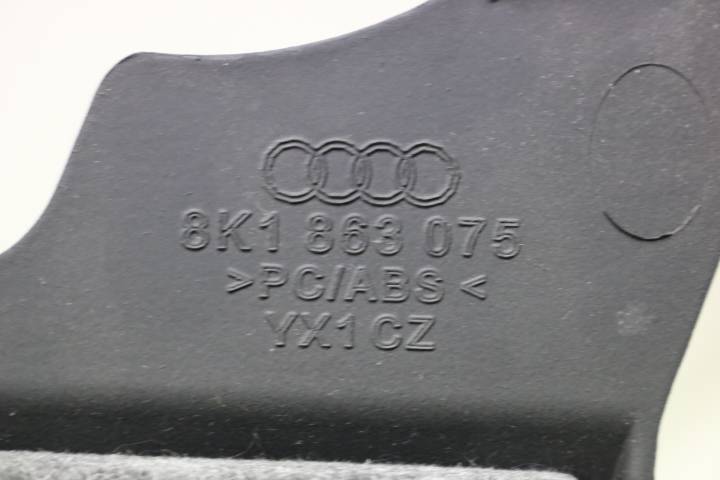 8K1 863 075
>PC/ABS<
YX1CZ